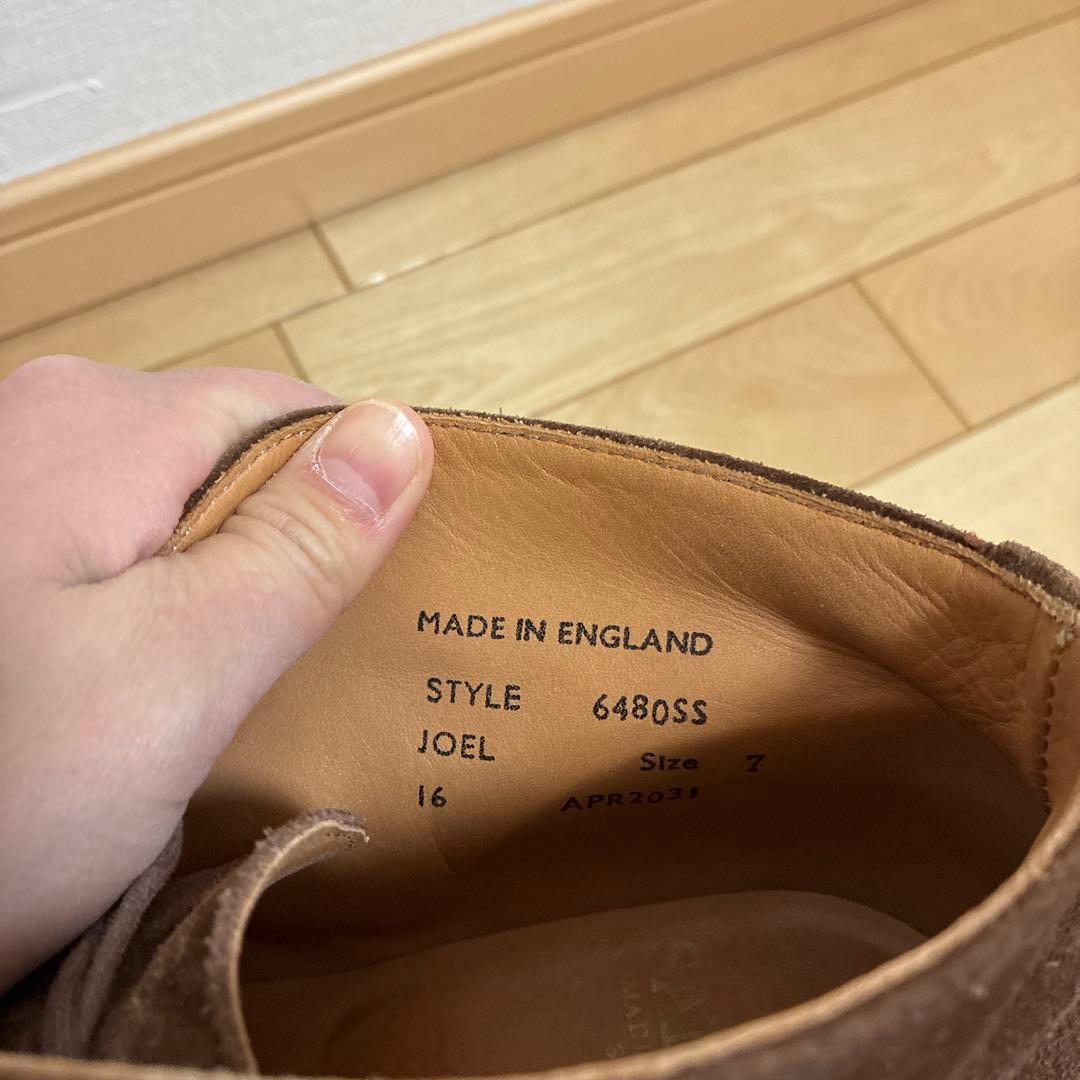 MADE IN ENGLAND
STYLE 6480SS
JOEL Size 7
16 APR2031